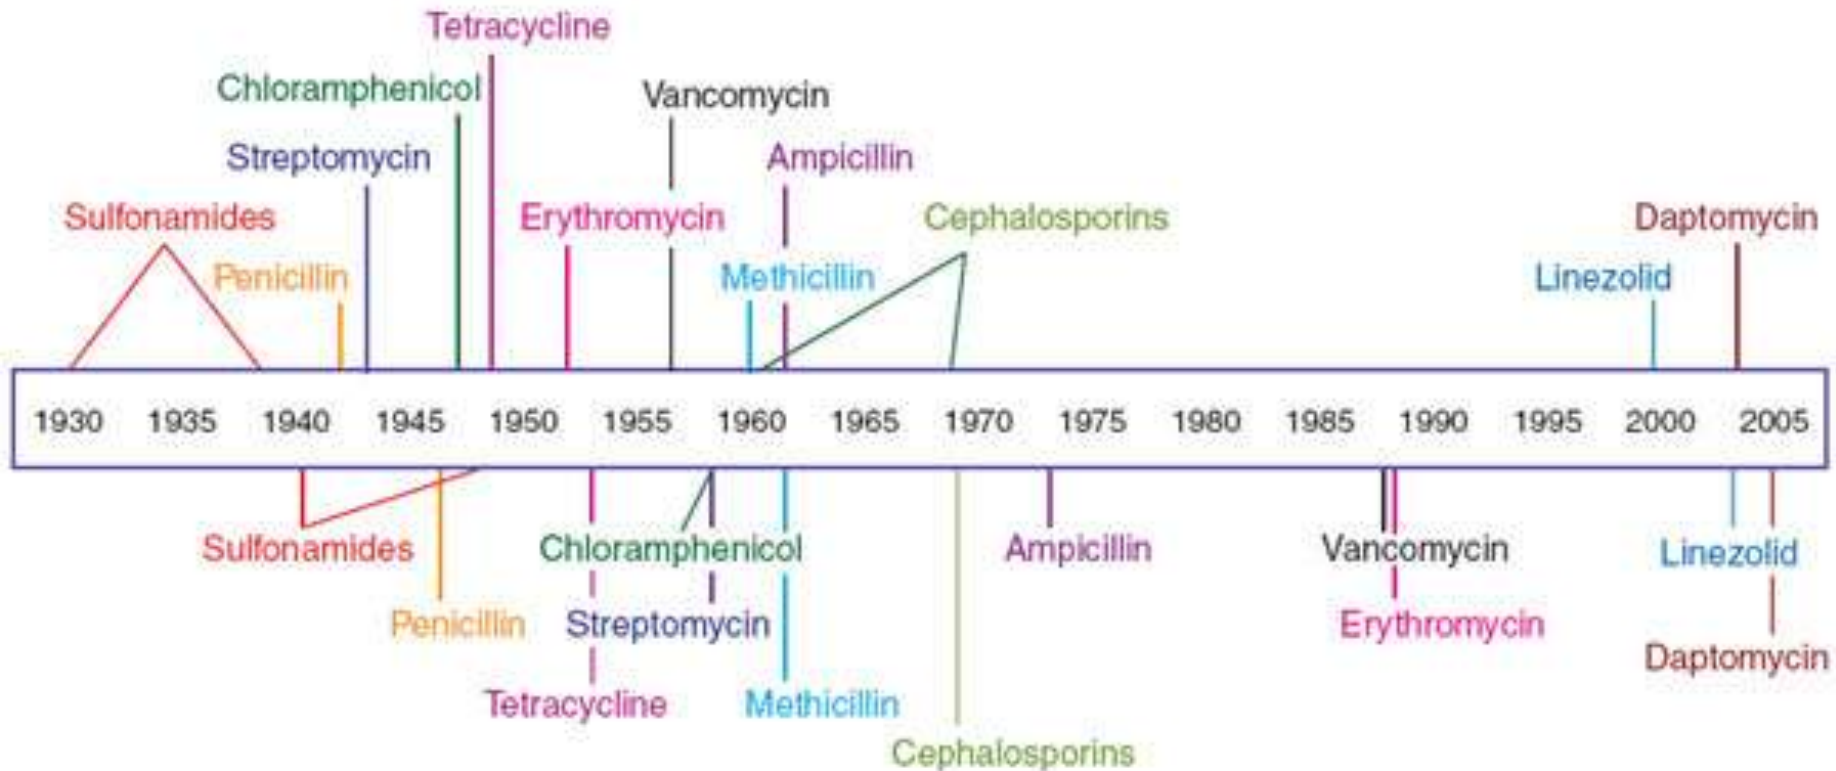 Tetracycline
Chloramphenicol
Vancomycin
Streptomycin
Ampicillin
Sulfonamides
Erythromycin
Cephalosporins
Daptomycin
Penicillin
Methicillin
Linezolid
1930 1935 1940 1945 1950 1955 1960 1965 1970 1975 1980 1985 1990 1995 2000 2005
Sulfonamides
Chloramphenicol
Ampicillin
Vancomycin
Linezolid
Penicillin
Streptomycin
Erythromycin
Daptomycin
Tetracycline
Methicillin
Cephalosporins